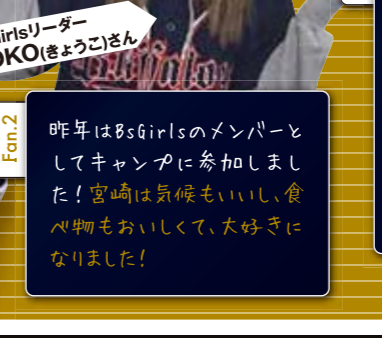 irlsリーダー
OKO(きょうこ)さん
Buffaloes
Fan.2
昨年はBsGirlsのメンバーと
してキャンプに参加しまし
た!宮崎は気候もいいし、食
べ物もおいしくて、大好きに
なりました!